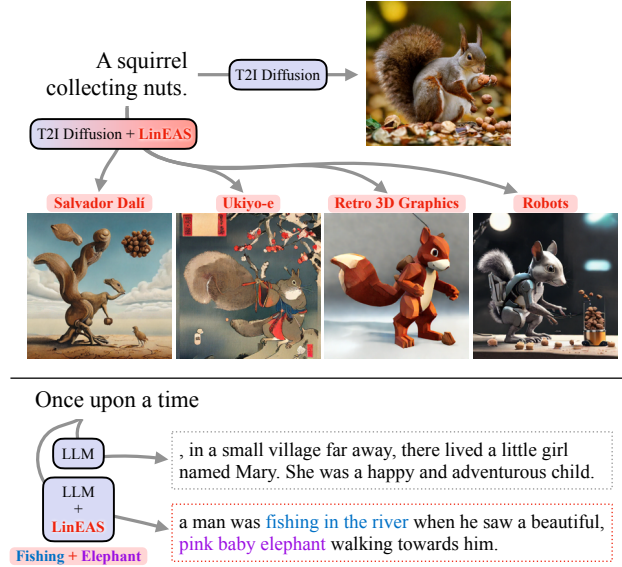 A squirrel
collecting nuts.
T2I Diffusion
T2I Diffusion + LinEAS
Salvador Dalí
Ukiyo-e
Retro 3D Graphics
Robots
Once upon a time
LLM
, in a small village far away, there lived a little girl
named Mary. She was a happy and adventurous child.
LLM
+
LinEAS
Fishing + Elephant
a man was fishing in the river when he saw a beautiful,
pink baby elephant walking towards him.